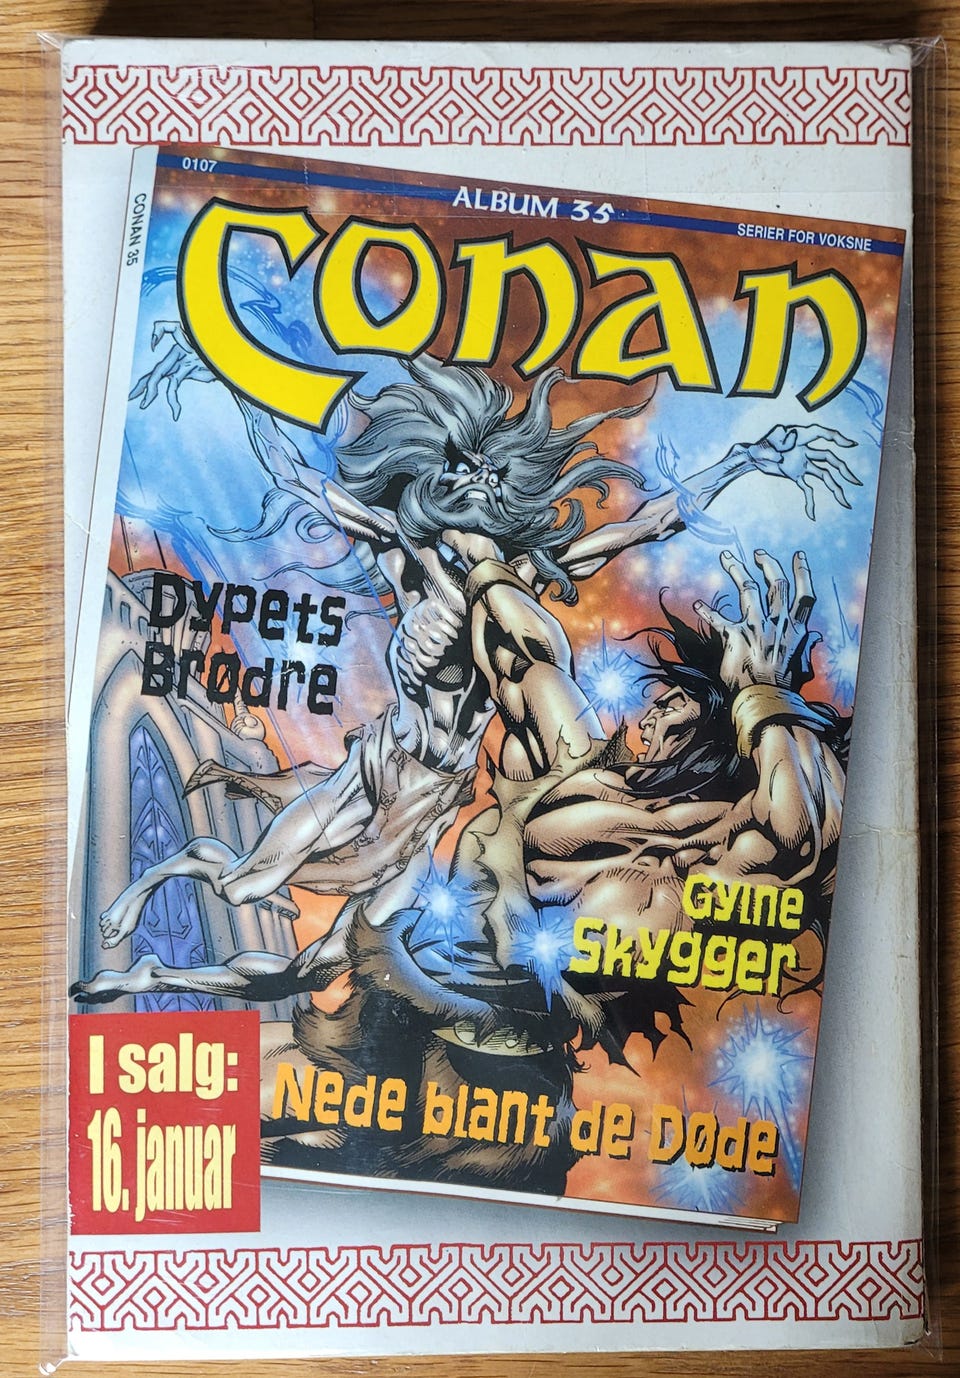 0107
ALBUM 35
SERIER FOR VOKSNE
CONAN 35
Conan
Dypets
Brødre
Gylne
Skygger
I salg:
16. januar
Nede blant de Døde